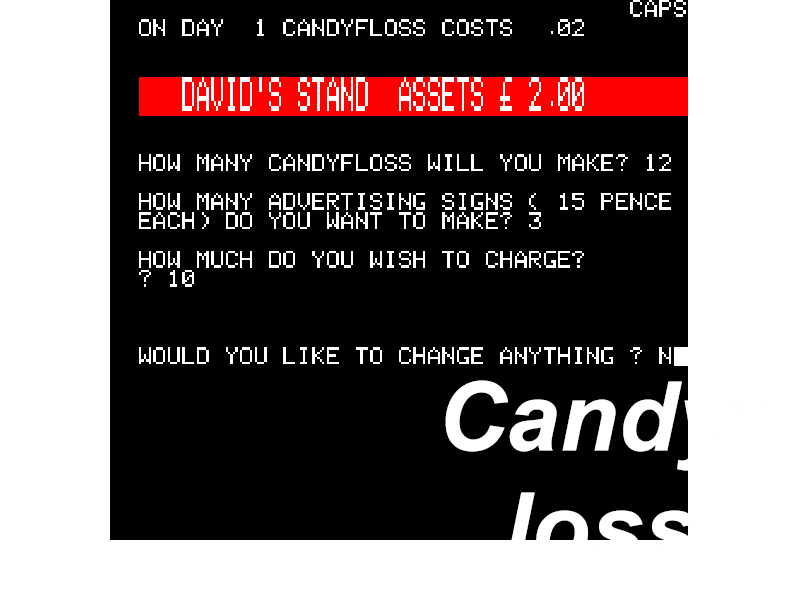 CAPS
ON DAY 1 CANDYFLOSS COSTS .02
DAVID'S STAND ASSETS £ 2.00
HOW MANY CANDYFLOSS WILL YOU MAKE? 12
HOW MANY ADVERTISING SIGNS ( 15 PENCE
EACH) DO YOU WANT TO MAKE? 3
HOW MUCH DO YOU WISH TO CHARGE?
? 10
WOULD YOU LIKE TO CHANGE ANYTHING ? N
Candy
loss